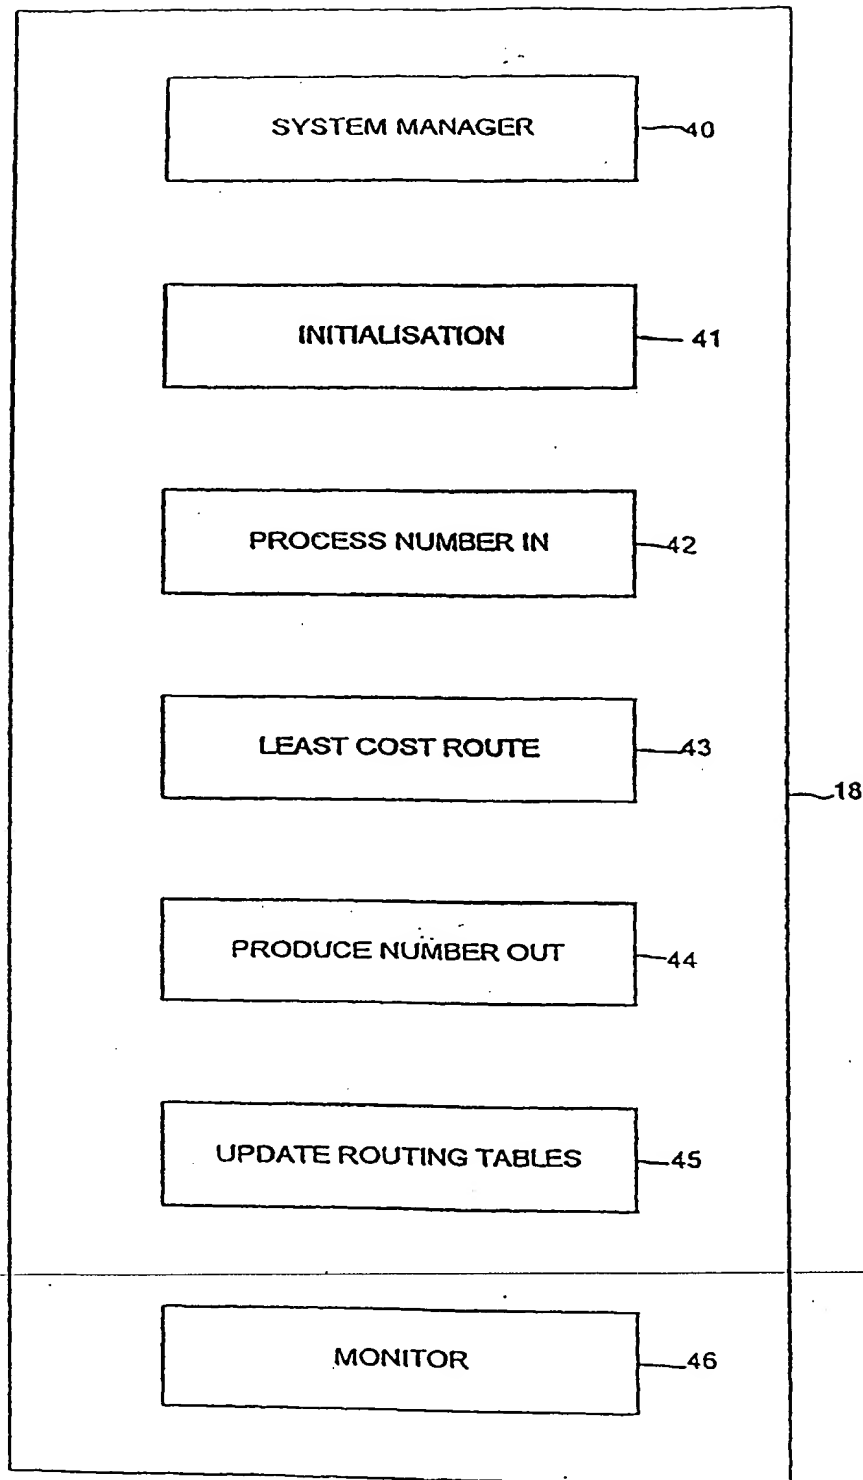 SYSTEM MANAGER 40
INITIALISATION 41
PROCESS NUMBER IN 42
LEAST COST ROUTE 43
18
PRODUCE NUMBER OUT 44
UPDATE ROUTING TABLES 45
MONITOR 46